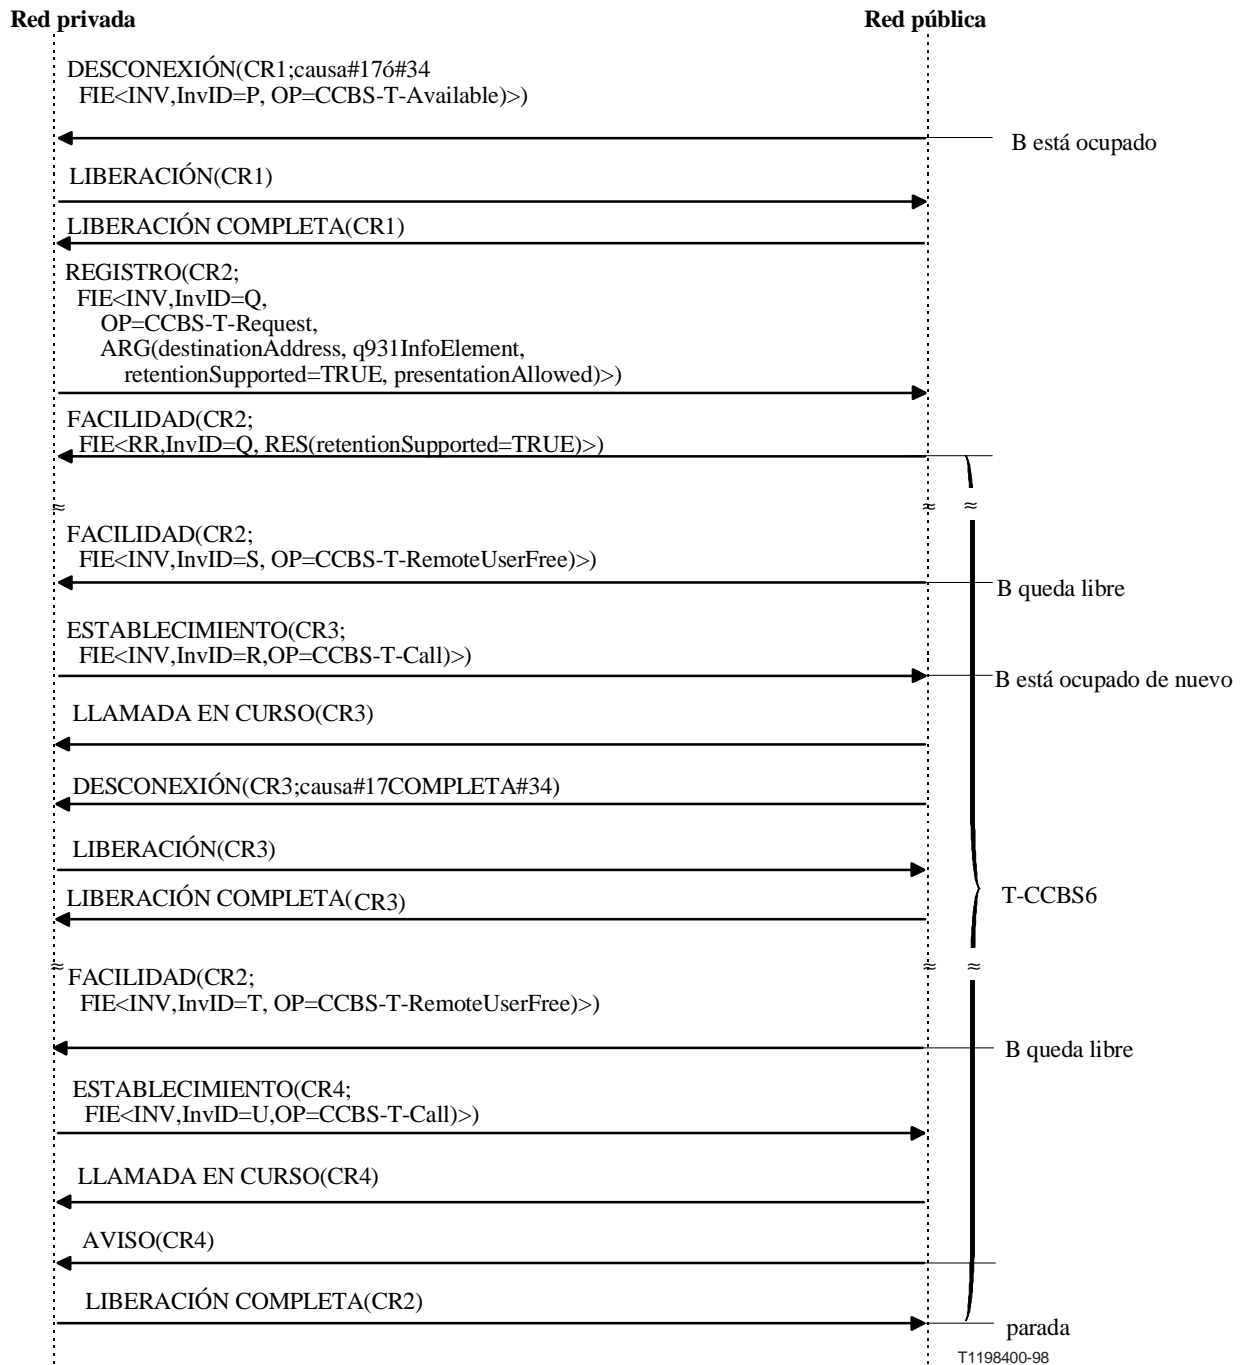 Red privada
Red pública
DESCONEXIÓN(CR1;causa#17ó#34
FIE<INV,InvID=P, OP=CCBS-T-Available)>)
B está ocupado
LIBERACIÓN(CR1)
LIBERACIÓN COMPLETA(CR1)
REGISTRO(CR2;
FIE<INV,InvID=Q,
OP=CCBS-T-Request,
ARG(destinationAddress, q931InfoElement,
retentionSupported=TRUE, presentationAllowed)>)
FACILIDAD(CR2;
FIE<RR,InvID=Q, RES(retentionSupported=TRUE)>)
≈ ≈ ≈
FACILIDAD(CR2;
FIE<INV,InvID=S, OP=CCBS-T-RemoteUserFree)>)
B queda libre
ESTABLECIMIENTO(CR3;
FIE<INV,InvID=R,OP=CCBS-T-Call)>)
B está ocupado de nuevo
LLAMADA EN CURSO(CR3)
DESCONEXIÓN(CR3;causa#17COMPLETA#34)
LIBERACIÓN(CR3)
LIBERACIÓN COMPLETA(CR3)
T-CCBS6
≈ ≈ ≈
FACILIDAD(CR2;
FIE<INV,InvID=T, OP=CCBS-T-RemoteUserFree)>)
B queda libre
ESTABLECIMIENTO(CR4;
FIE<INV,InvID=U,OP=CCBS-T-Call)>)
LLAMADA EN CURSO(CR4)
AVISO(CR4)
LIBERACIÓN COMPLETA(CR2)
parada
T1198400-98